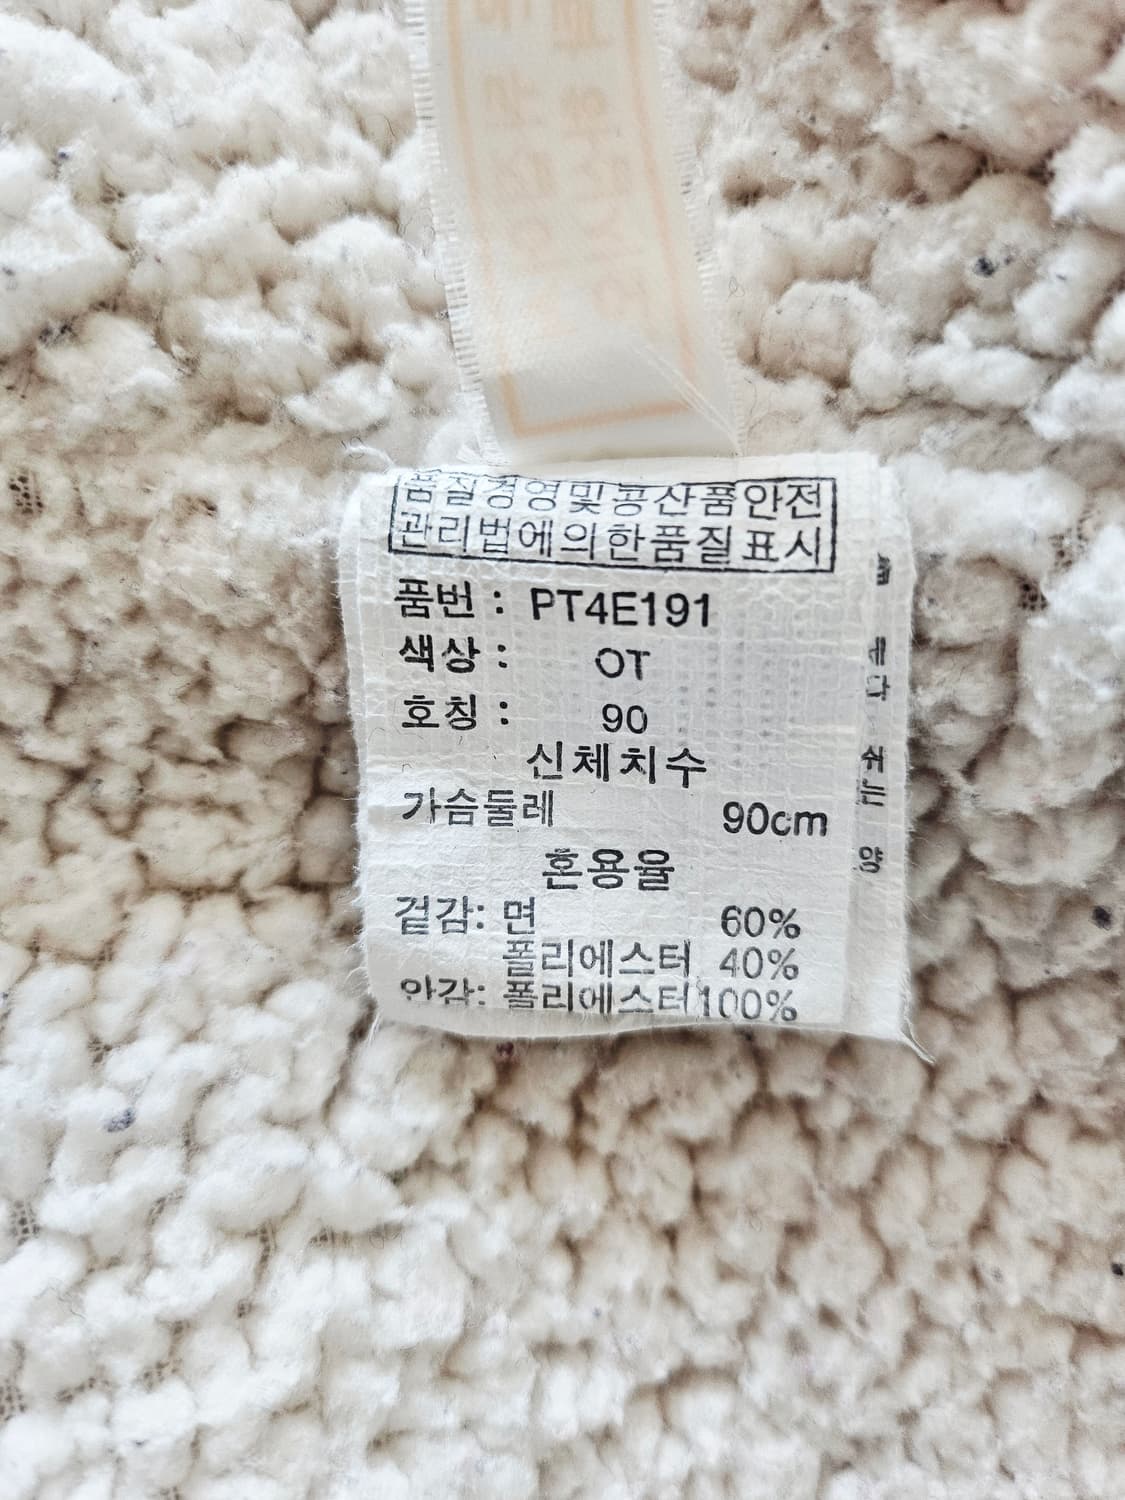 품질경영및공산품안전
관리법에의한품질표시
품번 : PT4E191
색상 : OT
호칭 : 90
신체치수
가슴둘레 90cm
혼용율
겉감: 면 60%
폴리에스터 40%
안감: 폴리에스터100%